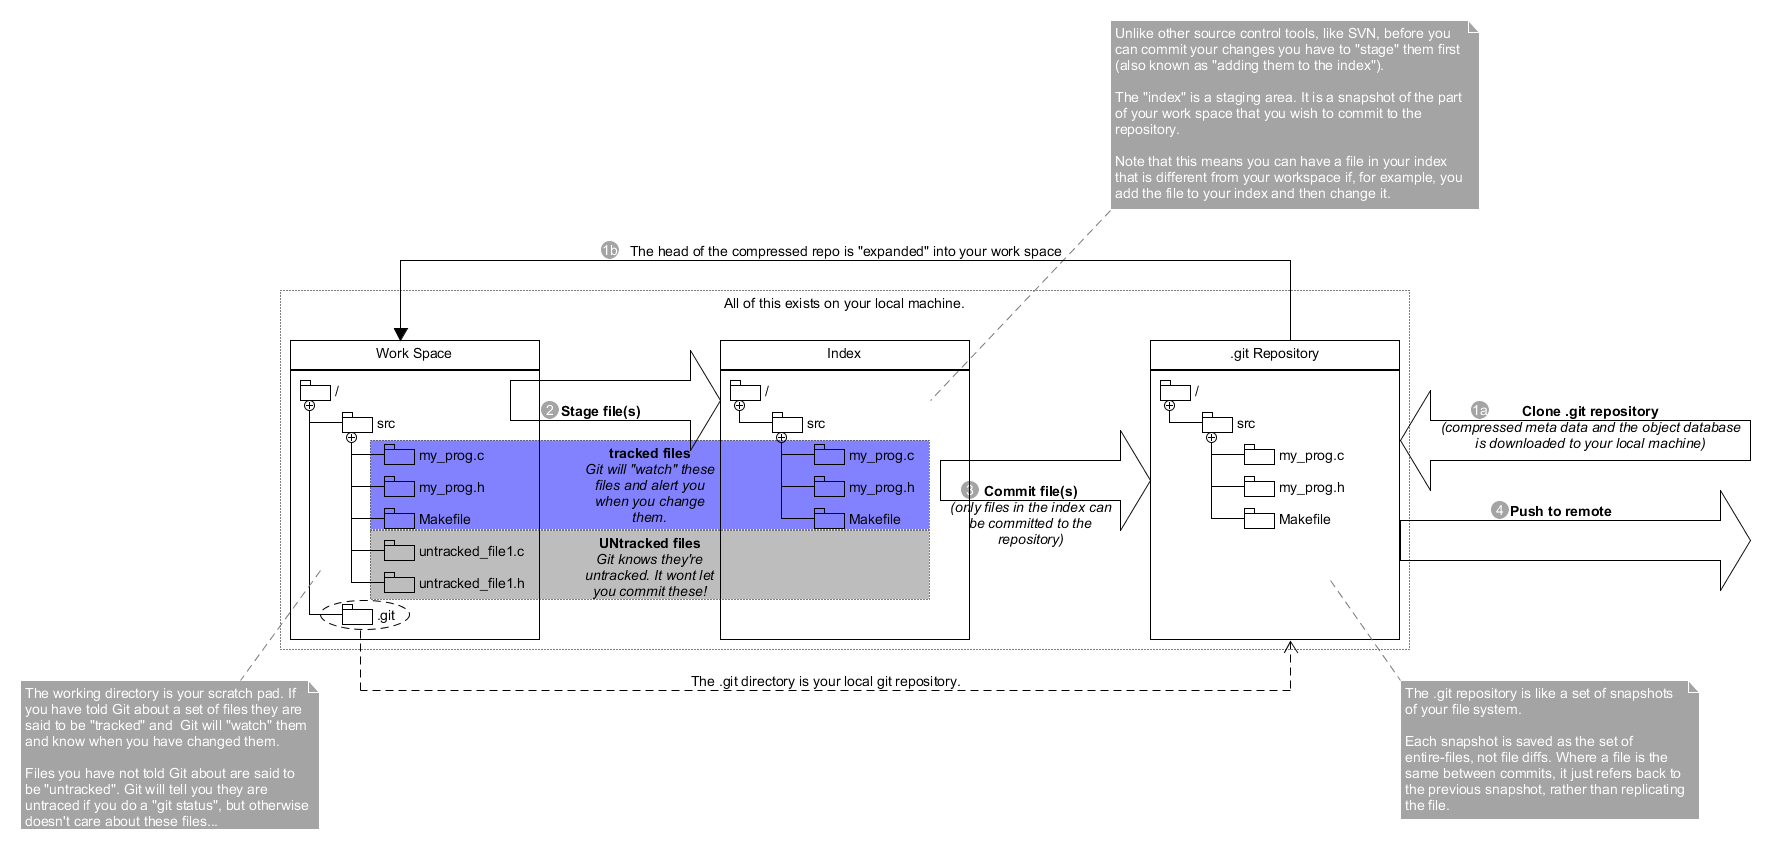 Unlike other source control tools, like SVN, before you
can commit your changes you have to "stage" them first
(also known as "adding them to the index").
The "index" is a staging area. It is a snapshot of the part
of your work space that you wish to commit to the
repository.
Note that this means you can have a file in your index
that is different from your workspace if, for example, you
add the file to your index and then change it.
1b The head of the compressed repo is "expanded" into your work space
All of this exists on your local machine.
Work Space
/
src
my_prog.c
my_prog.h
Makefile
untracked_file1.c
untracked_file1.h
.git
2 Stage file(s)
tracked files
Git will "watch" these
files and alert you
when you change
them.
UNtracked files
Git knows they're
untracked. It wont let
you commit these!
Index
/
src
my_prog.c
my_prog.h
Makefile
3 Commit file(s)
(only files in the index can
be committed to the
repository)
.git Repository
/
src
my_prog.c
my_prog.h
Makefile
1a Clone .git repository
(compressed meta data and the object database
is downloaded to your local machine)
4 Push to remote
The .git directory is your local git repository.
The working directory is your scratch pad. If
you have told Git about a set of files they are
said to be "tracked" and  Git will "watch" them
and know when you have changed them.
Files you have not told Git about are said to
be "untracked". Git will tell you they are
untraced if you do a "git status", but otherwise
doesn't care about these files...
The .git repository is like a set of snapshots
of your file system.
Each snapshot is saved as the set of
entire-files, not file diffs. Where a file is the
same between commits, it just refers back to
the previous snapshot, rather than replicating
the file.